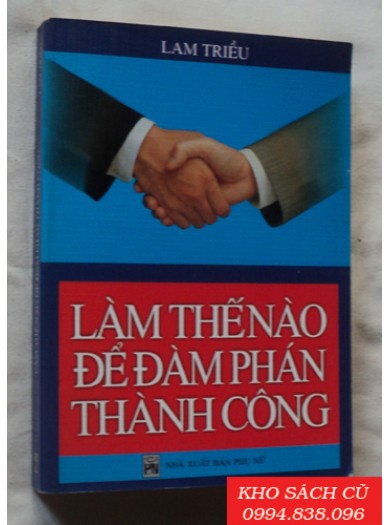 LAM TRIỂU
LÀM THẾ NÀO
ĐỂ ĐÀM PHÁN
THÀNH CÔNG
NHÀ XUẤT BẢN PHỤ NỮ
KHO SÁCH CŨ
0994.838.096